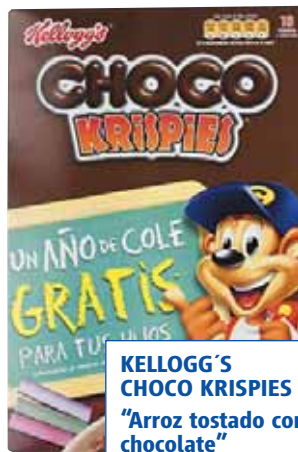 Kellogg's
CHOCO
KRISPIES
UN AÑO DE COLE
GRATIS
PARA TUS HIJOS
KELLOGG´S
CHOCO KRISPIES
“Arroz tostado con
chocolate”